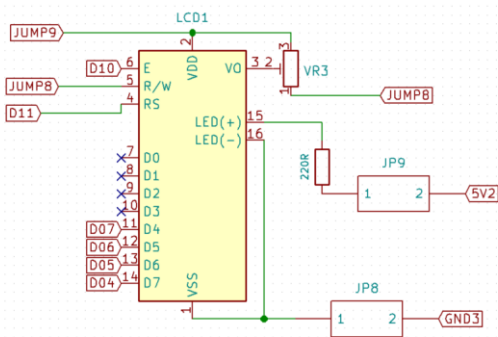 LCD1
JUMP9
2
VDD
3
D10
6
E
VO
3
2
VR3
JUMP8
5
R/W
1
JUMP8
D11
4
RS
LED(+)
15
LED(-)
16
220R
JP9
1
2
5V2
7
D0
8
D1
9
D2
10
D3
D07
11
D4
D06
12
D5
D05
13
D6
D04
14
D7
VSS
1
JP8
1
2
GND3